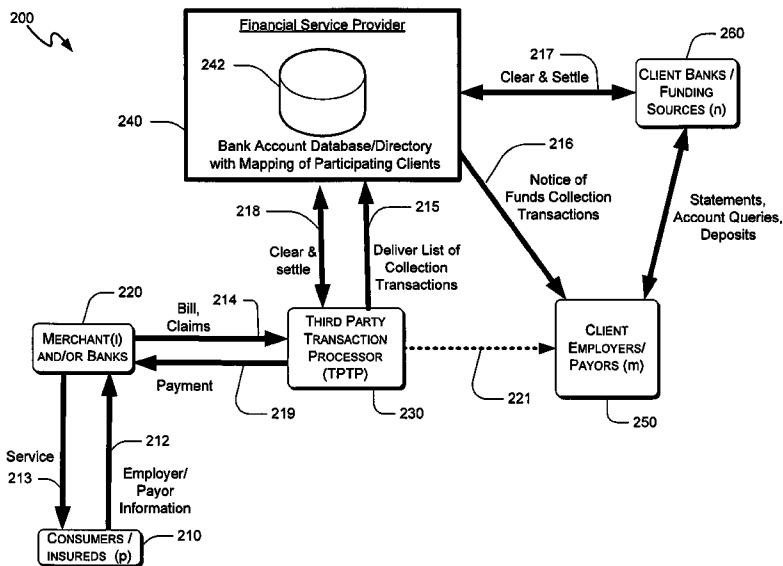 200
Financial Service Provider
242
240
Bank Account Database/Directory
with Mapping of Participating Clients
217
Clear & Settle
260
CLIENT BANKS /
FUNDING
SOURCES (n)
216
Notice of
Funds Collection
Transactions
Statements,
Account Queries,
Deposits
218
Clear &
settle
215
Deliver List of
Collection
Transactions
220
MERCHANT(I)
AND/OR BANKS
Bill,
Claims
214
Payment
219
THIRD PARTY
TRANSACTION
PROCESSOR
(TPTP)
230
221
CLIENT
EMPLOYERS/
PAYORS (m)
250
Service
213
212
Employer/
Payor
Information
CONSUMERS /
INSUREDS (p)
210